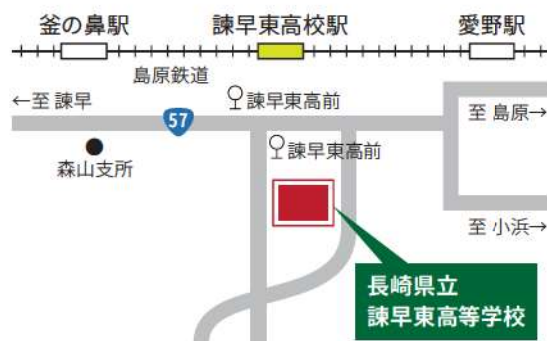 釜の鼻駅
諫早東高校駅
愛野駅
島原鉄道
←至 諫早
諫早東高前
至 島原→
57
諫早東高前
森山支所
至 小浜→
長崎県立
諫早東高等学校